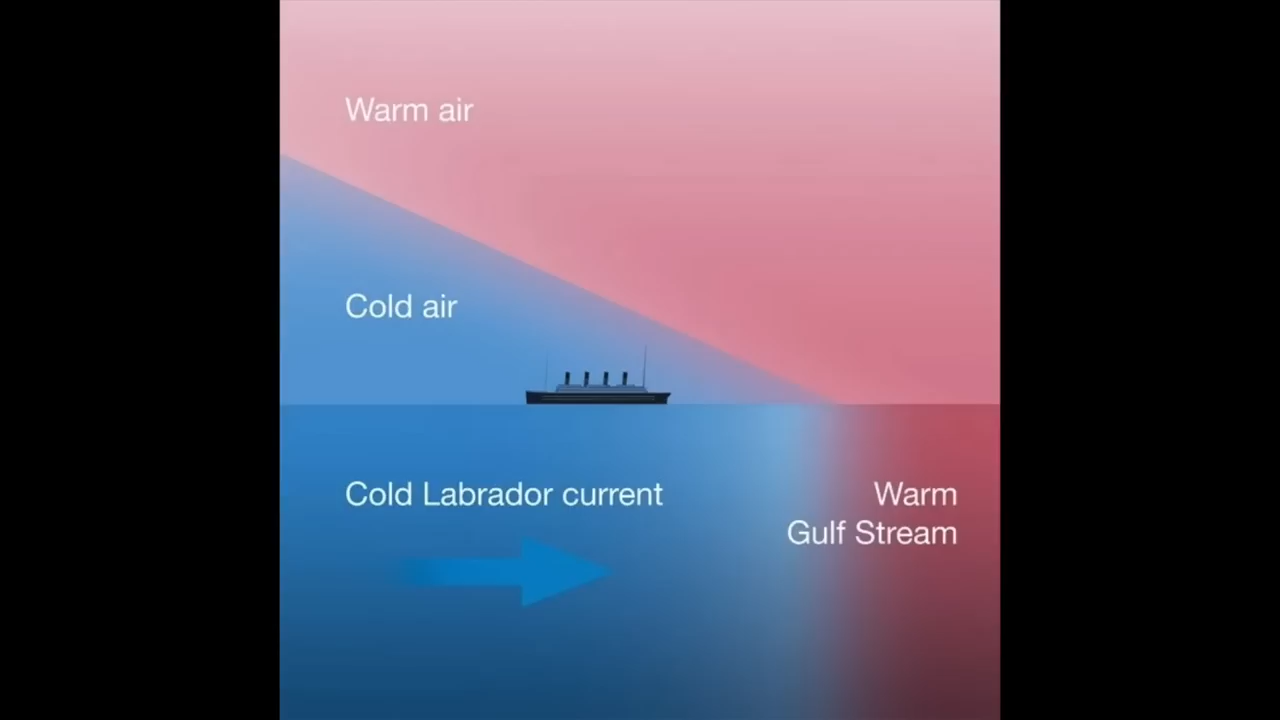 Warm air
Cold air
Cold Labrador current
Warm
Gulf Stream